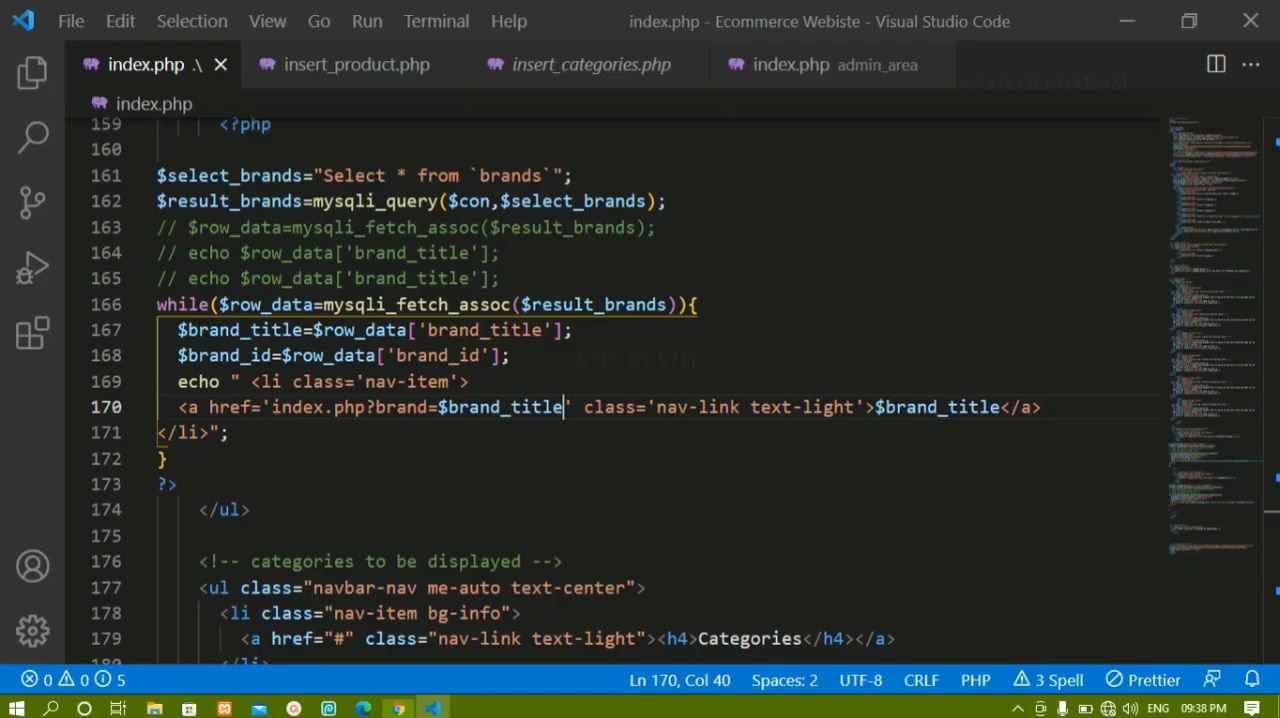 File Edit Selection View Go Run Terminal Help index.php - Ecommerce Webiste - Visual Studio Code
index.php .\ insert_product.php insert_categories.php index.php admin_area
KHAISER KHANAM
index.php
159 <?php
160
161 $select_brands="Select * from `brands`";
162 $result_brands=mysqli_query($con,$select_brands);
163 // $row_data=mysqli_fetch_assoc($result_brands);
164 // echo $row_data['brand_title'];
165 // echo $row_data['brand_title'];
166 while($row_data=mysqli_fetch_assoc($result_brands)){
167 $brand_title=$row_data['brand_title'];
168 $brand_id=$row_data['brand_id'];
STEP BY STEP
169 echo " <li class='nav-item'>
170 <a href='index.php?brand=$brand_title' class='nav-link text-light'>$brand_title</a>
171 </li>";
172 }
173 ?>
174 </ul>
175
176 <!-- categories to be displayed -->
177 <ul class="navbar-nav me-auto text-center">
178 <li class="nav-item bg-info">
179 <a href="#" class="nav-link text-light"><h4>Categories</h4></a>
180 </li>
0 0 5 Ln 170, Col 40 Spaces: 2 UTF-8 CRLF PHP 3 Spell Prettier
ENG 09:38 PM